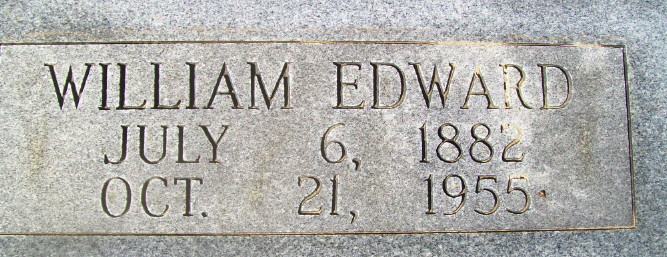 WILLIAM EDWARD
JULY 6, 1882
OCT. 21, 1955